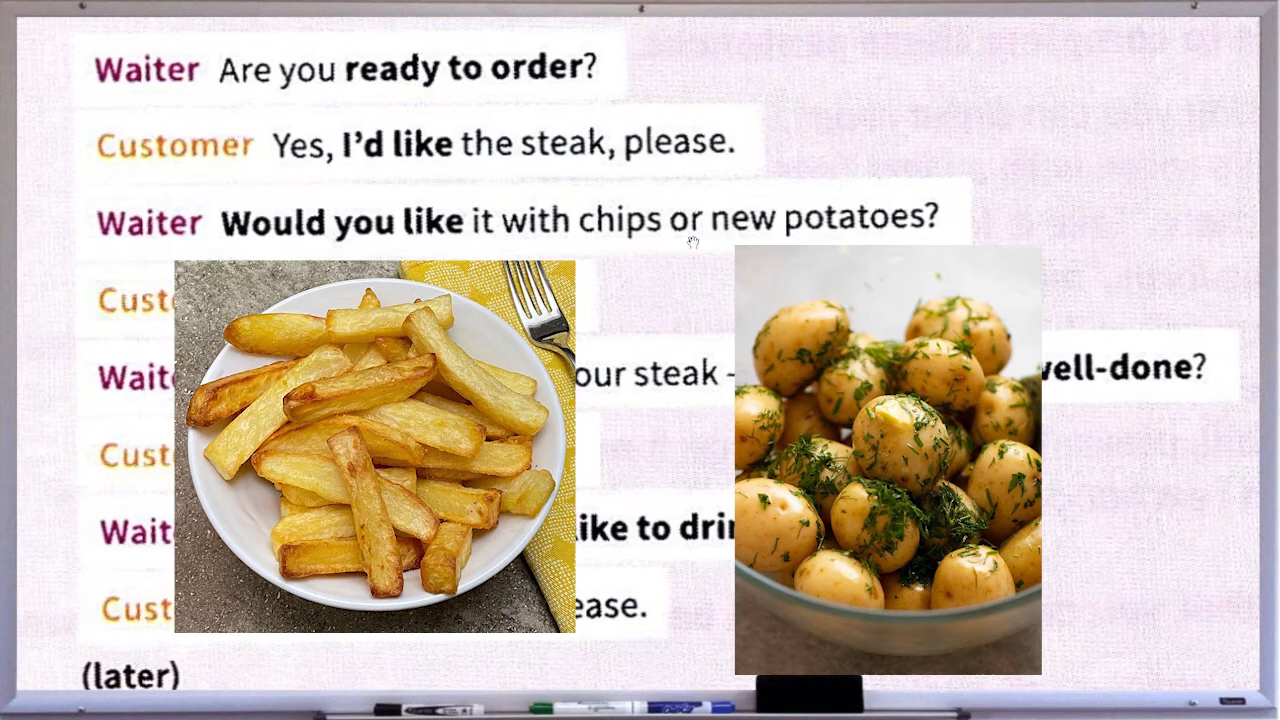 Waiter Are you ready to order?
Customer Yes, I'd like the steak, please.
Waiter Would you like it with chips or new potatoes?
Cust
Wait our steak - well-done?
Cust
Wait like to drin
Cust ease.
(later)